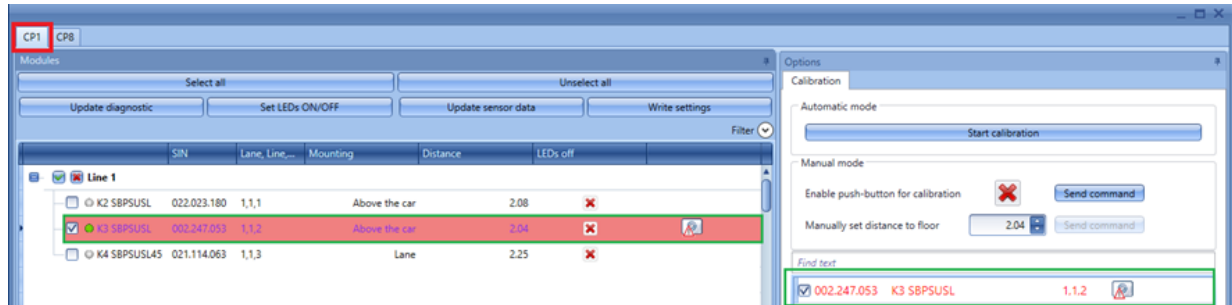 CP1 CP8
Modules
Select all Unselect all
Update diagnostic Set LEDs ON/OFF Update sensor data Write settings
Filter
SIN Lane, Line,... Mounting Distance LEDs off
Line 1
K2 SBPSUSL 022.023.180 1,1,1 Above the car 2.08
K3 SBPSUSL 002.247.053 1,1,2 Above the car 2.04
K4 SBPSUSL45 021.114.063 1,1,3 Lane 2.25
Options
Calibration
Automatic mode
Start calibration
Manual mode
Enable push-button for calibration Send command
Manually set distance to floor 2.04 Send command
Find text
002.247.053 K3 SBPSUSL 1,1,2